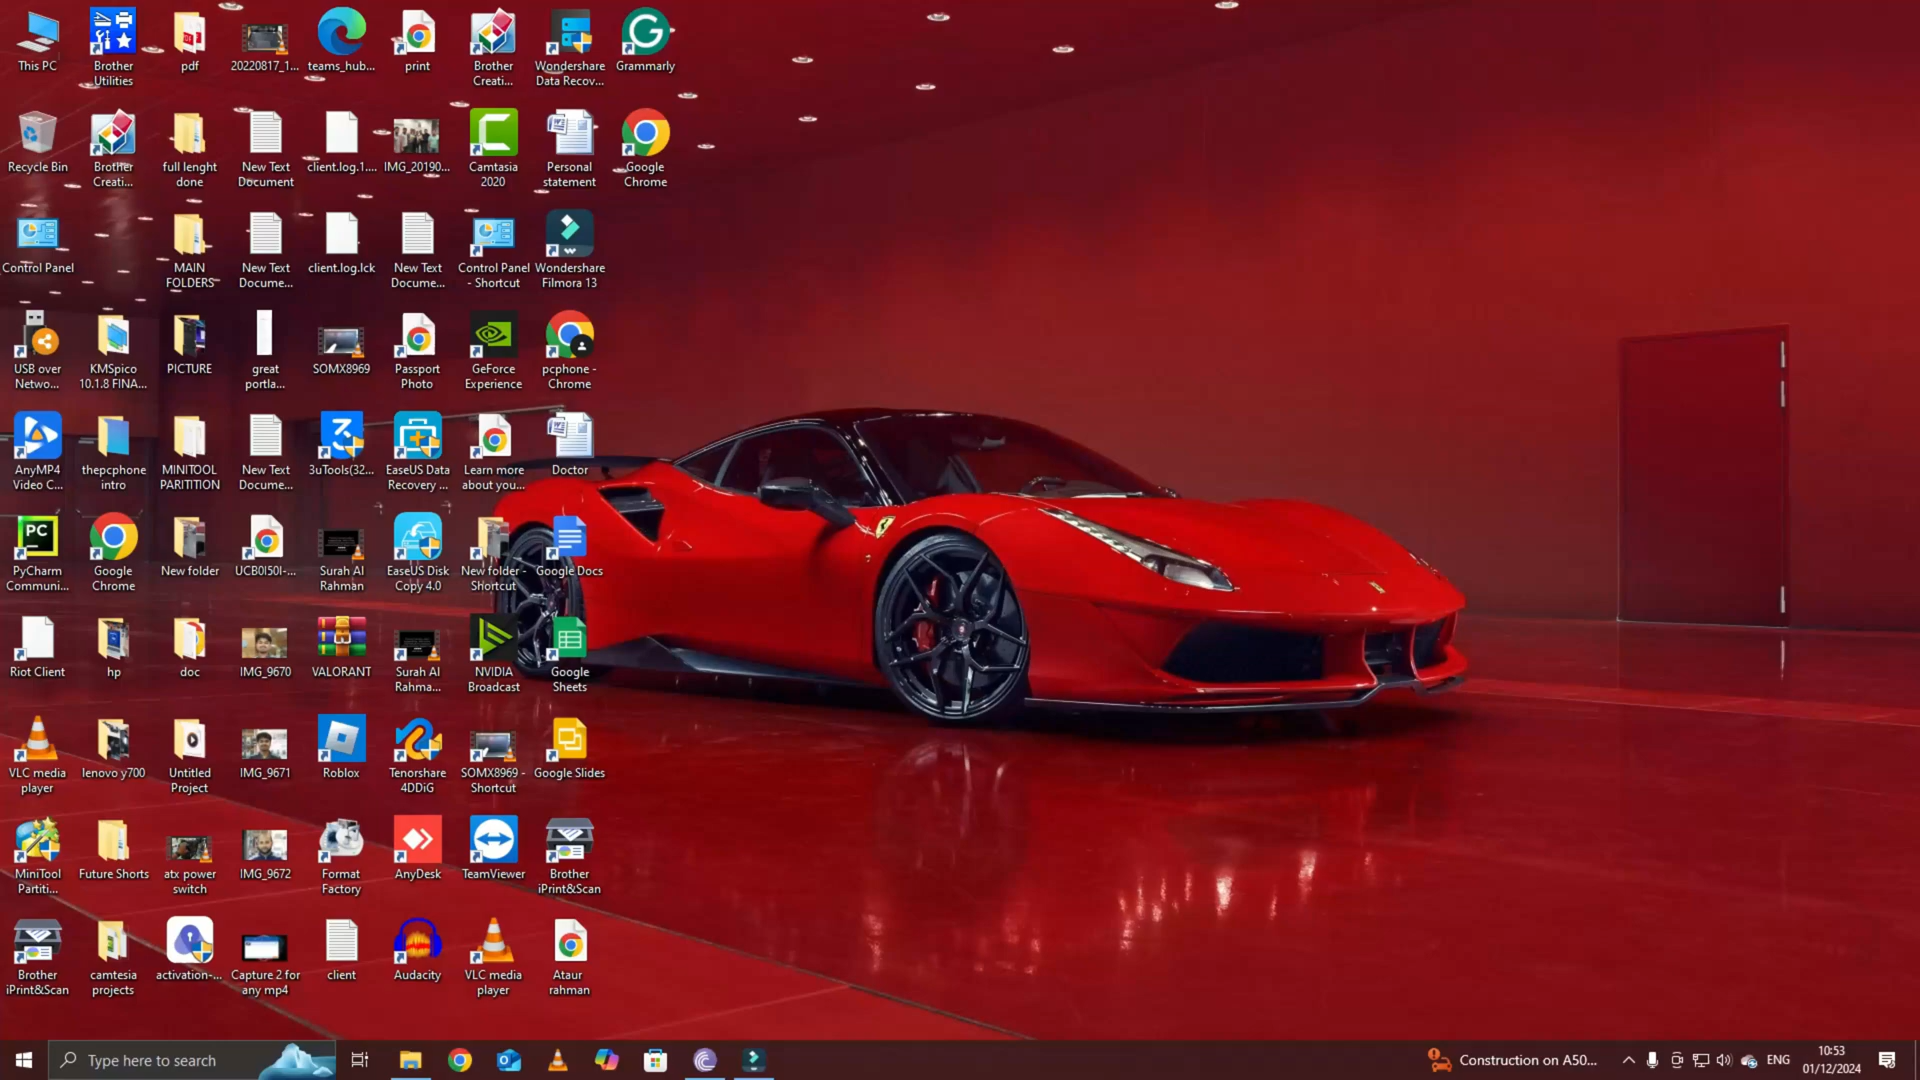 This PC
Brother
Utilities
pdf
20220817_1...
teams_hub...
print
Brother
Creati...
Wondershare
Data Recov...
Grammarly
Recycle Bin
Brother
Creati...
full lenght
done
New Text
Document
client.log.1....
IMG_20190...
Camtasia
2020
Personal
statement
Google
Chrome
Control Panel
MAIN
FOLDERS
New Text
Docume...
client.log.lck
New Text
Docume...
Control Panel
- Shortcut
Wondershare
Filmora 13
USB over
Netwo...
KMSpico
10.1.8 FINA...
PICTURE
great
portla...
SOMX8969
Passport
Photo
GeForce
Experience
pcphone -
Chrome
AnyMP4
Video C...
thepcphone
intro
MINITOOL
PARTITION
New Text
Docume...
3uTools(32...
EaseUS Data
Recovery ...
Learn more
about you...
Doctor
PC
PyCharm
Communi...
Google
Chrome
New folder
UCB0I50I-...
Surah Al
Rahman
EaseUS Disk
Copy 4.0
New folder -
Shortcut
Google Docs
Riot Client
hp
doc
IMG_9670
VALORANT
Surah Al
Rahma...
NVIDIA
Broadcast
Google
Sheets
VLC media
player
lenovo y700
Untitled
Project
IMG_9671
Roblox
Tenorshare
4DDiG
SOMX8969 -
Shortcut
Google Slides
MiniTool
Partiti...
Future Shorts
atx power
switch
IMG_9672
Format
Factory
AnyDesk
TeamViewer
Brother
iPrint&Scan
Brother
iPrint&Scan
camtesia
projects
activation-...
Capture 2 for
any mp4
client
Audacity
VLC media
player
Ataur
rahman
Type here to search
Construction on A50...
ENG
10:53
01/12/2024